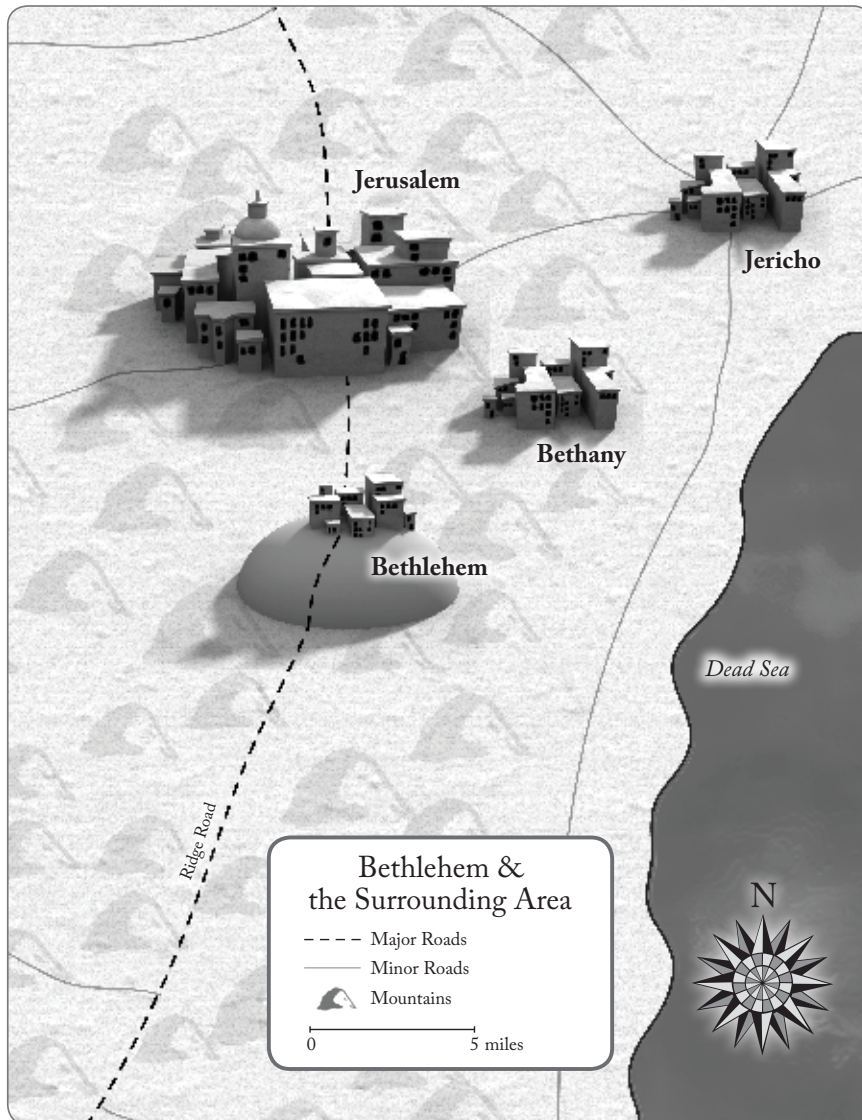 Jerusalem
Jericho
Bethany
Bethlehem
Dead Sea
Ridge Road
Bethlehem &
the Surrounding Area
Major Roads
Minor Roads
Mountains
0 5 miles
N